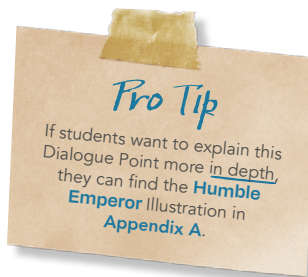 Pro Tip
If students want to explain this
Dialogue Point more in depth,
they can find the Humble
Emperor Illustration in
Appendix A.